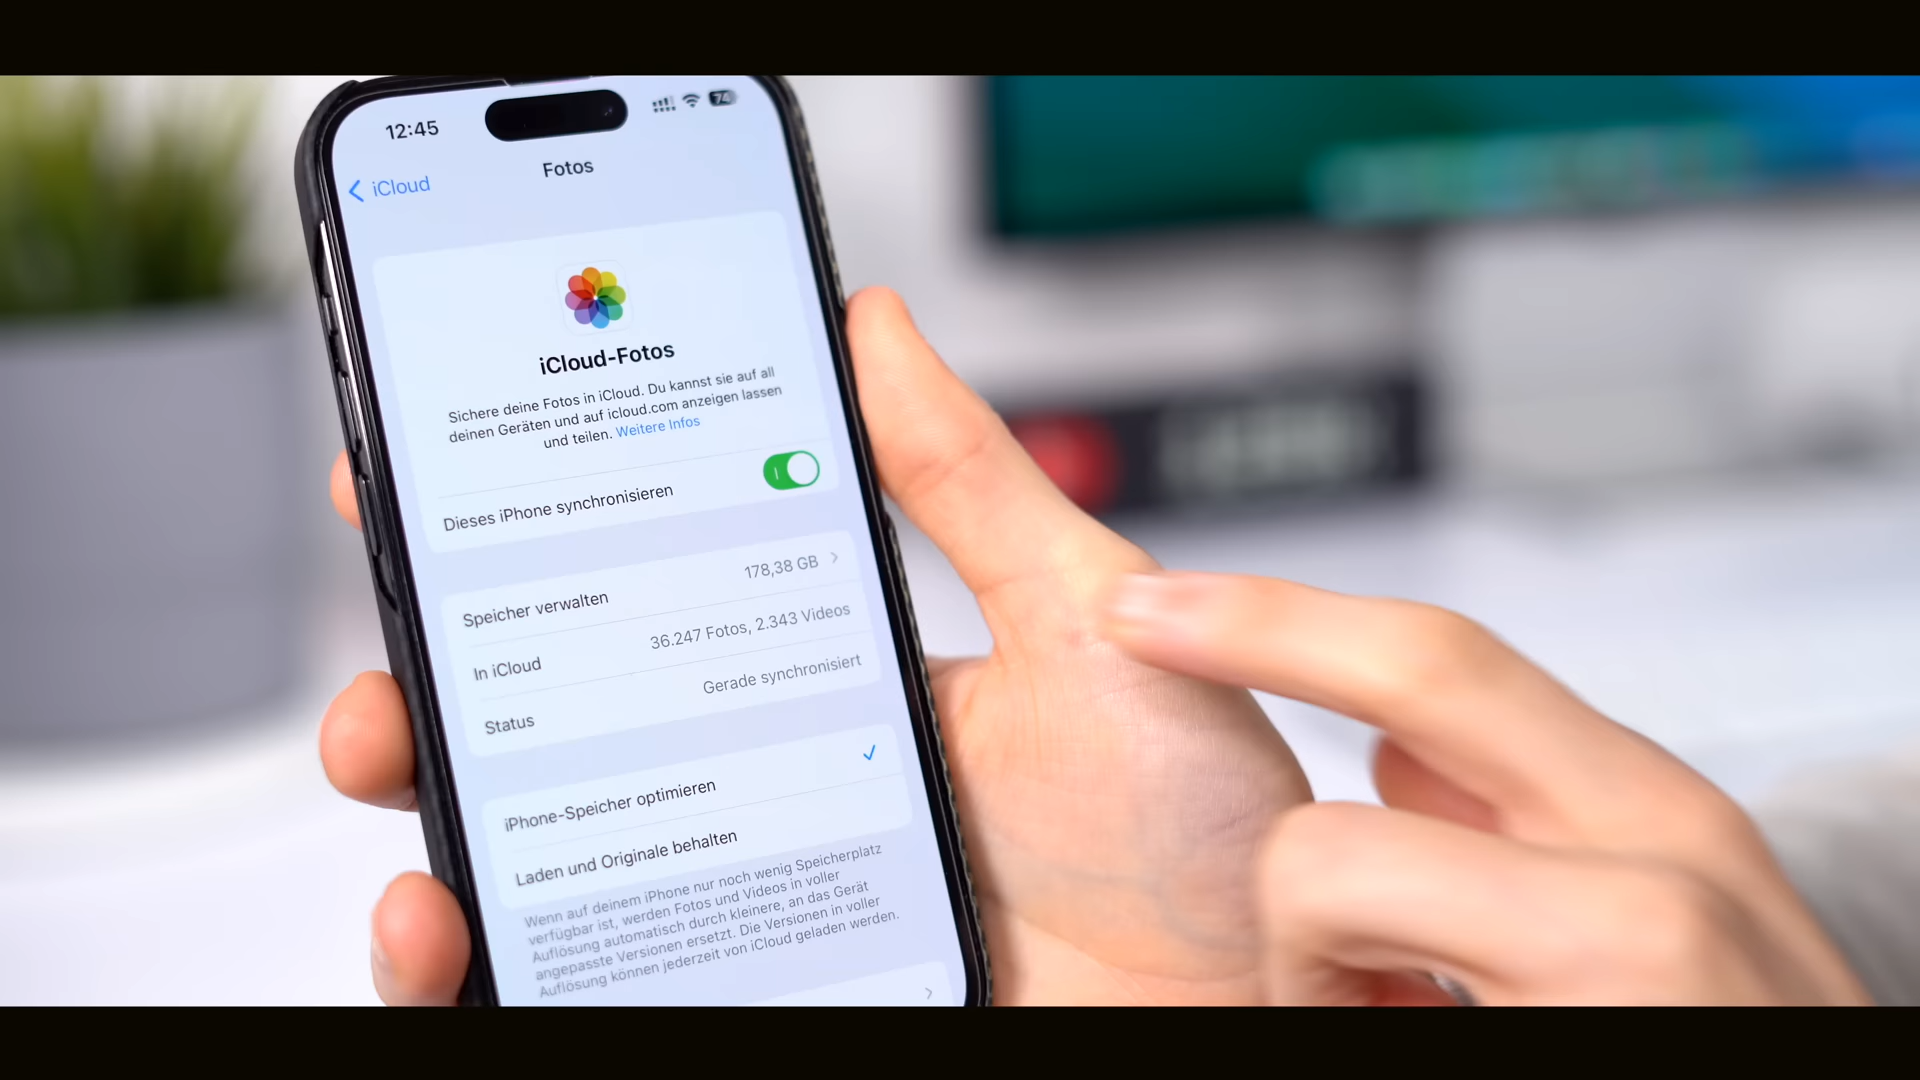 12:45
74
iCloud
Fotos
iCloud-Fotos
Sichere deine Fotos in iCloud. Du kannst sie auf all
deinen Geräten und auf icloud.com anzeigen lassen
und teilen. Weitere Infos
Dieses iPhone synchronisieren
Speicher verwalten 178,38 GB
In iCloud 36.247 Fotos, 2.343 Videos
Status Gerade synchronisiert
iPhone-Speicher optimieren
Laden und Originale behalten
Wenn auf deinem iPhone nur noch wenig Speicherplatz
verfügbar ist, werden Fotos und Videos in voller
Auflösung automatisch durch kleinere, an das Gerät
angepasste Versionen ersetzt. Die Versionen in voller
Auflösung können jederzeit von iCloud geladen werden.